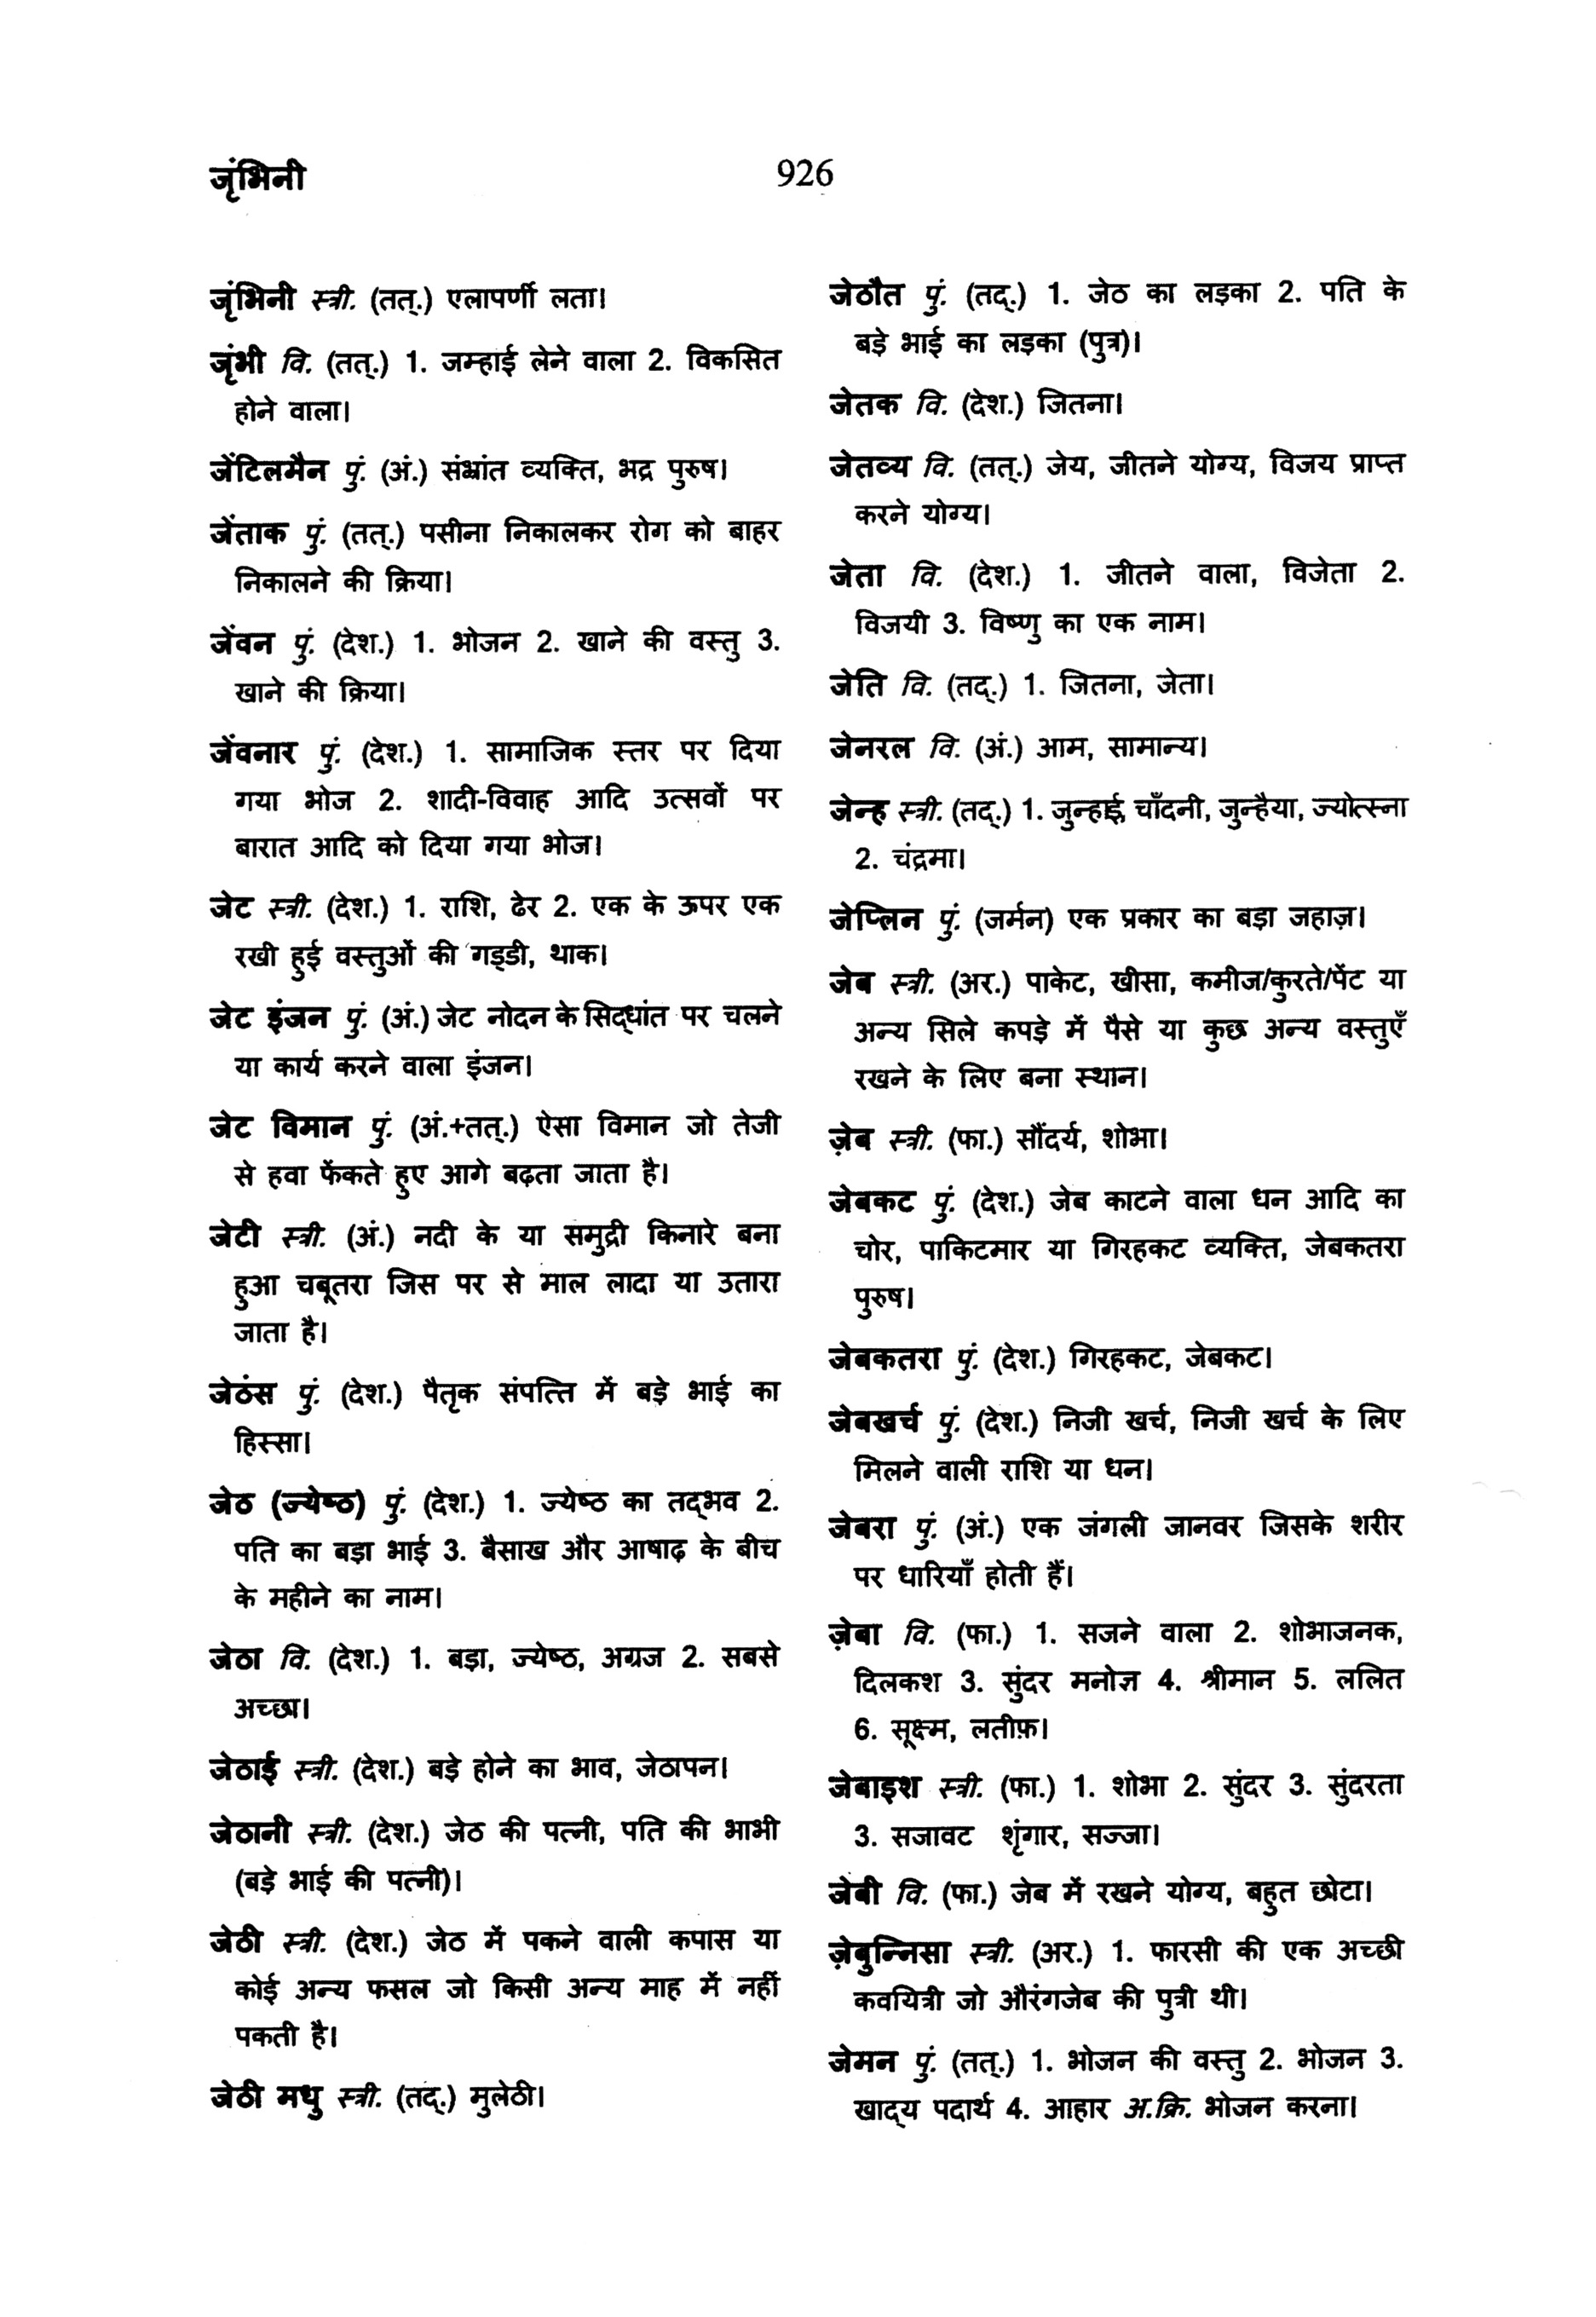 जृंभिनी
926
जृंभिनी स्त्री. (तत्.) एलापर्णी लता।
जृंभी वि. (तत्.) 1. जम्हाई लेने वाला 2. विकसित
होने वाला।
जेंटिलमैन पुं. (अं.) संभ्रांत व्यक्ति, भद्र पुरुष।
जेंताक पुं. (तत्.) पसीना निकालकर रोग को बाहर
निकालने की क्रिया।
जेंवन पुं. (देश.) 1. भोजन 2. खाने की वस्तु 3.
खाने की क्रिया।
जेंवनार पुं. (देश.) 1. सामाजिक स्तर पर दिया
गया भोज 2. शादी-विवाह आदि उत्सवों पर
बारात आदि को दिया गया भोज।
जेट स्त्री. (देश.) 1. राशि, ढेर 2. एक के ऊपर एक
रखी हुई वस्तुओं की गड्डी, थाक।
जेट इंजन पुं. (अं.) जेट नोदन के सिद्धांत पर चलने
या कार्य करने वाला इंजन।
जेट विमान पुं. (अं.+तत्.) ऐसा विमान जो तेजी
से हवा फेंकते हुए आगे बढ़ता जाता है।
जेटी स्त्री. (अं.) नदी के या समुद्री किनारे बना
हुआ चबूतरा जिस पर से माल लादा या उतारा
जाता है।
जेठंस पुं. (देश.) पैतृक संपत्ति में बड़े भाई का
हिस्सा।
जेठ (ज्येष्ठ) पुं. (देश.) 1. ज्येष्ठ का तद्भव 2.
पति का बड़ा भाई 3. बैसाख और आषाढ़ के बीच
के महीने का नाम।
जेठा वि. (देश.) 1. बड़ा, ज्येष्ठ, अग्रज 2. सबसे
अच्छा।
जेठाई स्त्री. (देश.) बड़े होने का भाव, जेठापन।
जेठानी स्त्री. (देश.) जेठ की पत्नी, पति की भाभी
(बड़े भाई की पत्नी)।
जेठी स्त्री. (देश.) जेठ में पकने वाली कपास या
कोई अन्य फसल जो किसी अन्य माह में नहीं
पकती है।
जेठी मधु स्त्री. (तद्.) मुलेठी।
जेठौत पुं. (तद्.) 1. जेठ का लड़का 2. पति के
बड़े भाई का लड़का (पुत्र)।
जेतक वि. (देश.) जितना।
जेतव्य वि. (तत्.) जेय, जीतने योग्य, विजय प्राप्त
करने योग्य।
जेता वि. (देश.) 1. जीतने वाला, विजेता 2.
विजयी 3. विष्णु का एक नाम।
जेति वि. (तद्.) 1. जितना, जेता।
जेनरल वि. (अं.) आम, सामान्य।
जेन्ह स्त्री. (तद्.) 1. जुन्हाई, चाँदनी, जुन्हैया, ज्योत्स्ना
2. चंद्रमा।
जेप्लिन पुं. (जर्मन) एक प्रकार का बड़ा जहाज़।
जेब स्त्री. (अर.) पाकेट, खीसा, कमीज/कुरते/पेंट या
अन्य सिले कपड़े में पैसे या कुछ अन्य वस्तुएँ
रखने के लिए बना स्थान।
ज़ेब स्त्री. (फा.) सौंदर्य, शोभा।
जेबकट पुं. (देश.) जेब काटने वाला धन आदि का
चोर, पाकिटमार या गिरहकट व्यक्ति, जेबकतरा
पुरुष।
जेबकतरा पुं. (देश.) गिरहकट, जेबकट।
जेबखर्च पुं. (देश.) निजी खर्च, निजी खर्च के लिए
मिलने वाली राशि या धन।
जेबरा पुं. (अं.) एक जंगली जानवर जिसके शरीर
पर धारियाँ होती हैं।
ज़ेबा वि. (फा.) 1. सजने वाला 2. शोभाजनक,
दिलकश 3. सुंदर मनोज्ञ 4. श्रीमान 5. ललित
6. सूक्ष्म, लतीफ़।
जेबाइश स्त्री. (फा.) 1. शोभा 2. सुंदर 3. सुंदरता
3. सजावट शृंगार, सज्जा।
जेबी वि. (फा.) जेब में रखने योग्य, बहुत छोटा।
ज़ेबुन्निसा स्त्री. (अर.) 1. फारसी की एक अच्छी
कवयित्री जो औरंगजेब की पुत्री थी।
जेमन पुं. (तत्.) 1. भोजन की वस्तु 2. भोजन 3.
खाद्य पदार्थ 4. आहार अ.क्रि. भोजन करना।